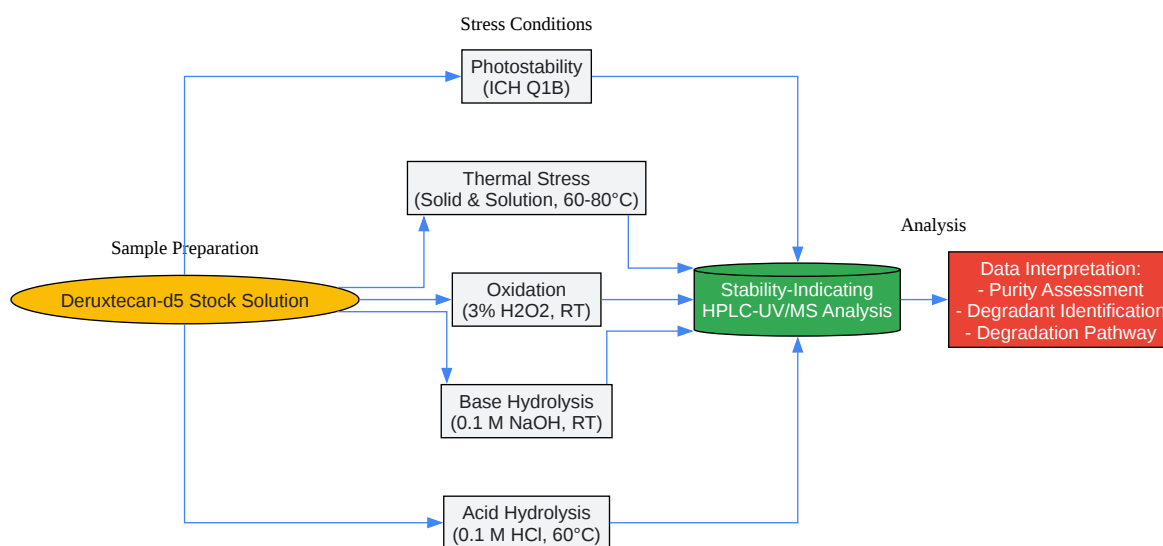 Stress Conditions
Photostability
(ICH Q1B)
Thermal Stress
(Solid & Solution, 60-80°C)
Analysis
Sample Preparation
Deruxtecan-d5 Stock Solution
Oxidation
(3% H2O2, RT)
Stability-Indicating
HPLC-UV/MS Analysis
Data Interpretation:
- Purity Assessment
- Degradant Identification
- Degradation Pathway
Base Hydrolysis
(0.1 M NaOH, RT)
Acid Hydrolysis
(0.1 M HCl, 60°C)